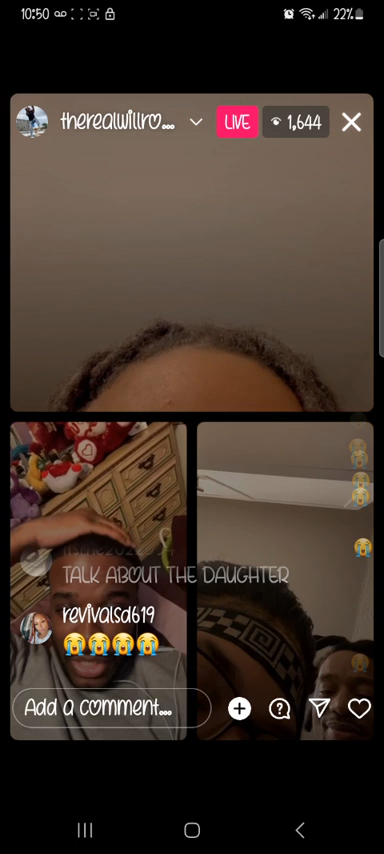 10:50
22%
therealwillro...
LIVE
1,644
TALK ABOUT THE DAUGHTER
revivalsd619
😭😭😭😭
Add a comment...